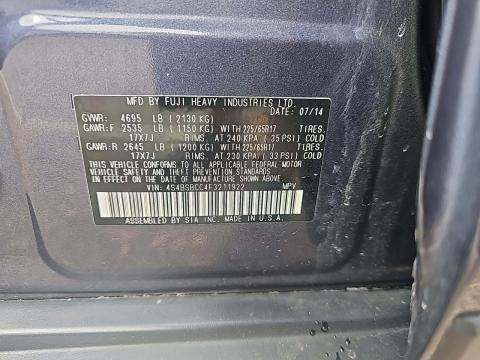 MFD BY FUJI HEAVY INDUSTRIES LTD.
DATE: 07/14
GVWR: 4695 LB (2130 KG)
GAWR: F 2535 LB (1150 KG) WITH 225/65R17 TIRES.
17X7J RIMS. AT 240 KPA (35 PSI) COLD
GAWR: R 2645 LB (1200 KG) WITH 225/65R17 TIRES.
17X7J RIMS. AT 230 KPA (33 PSI) COLD
THIS VEHICLE CONFORMS TO ALL APPLICABLE FEDERAL MOTOR
VEHICLE SAFETY STANDARDS
IN EFFECT ON THE DATE OF MANUFACTURE SHOWN ABOVE.
VIN: 4S4BSBCC4F3211922 MPV
ASSEMBLED BY SIA INC. MADE IN U.S.A.